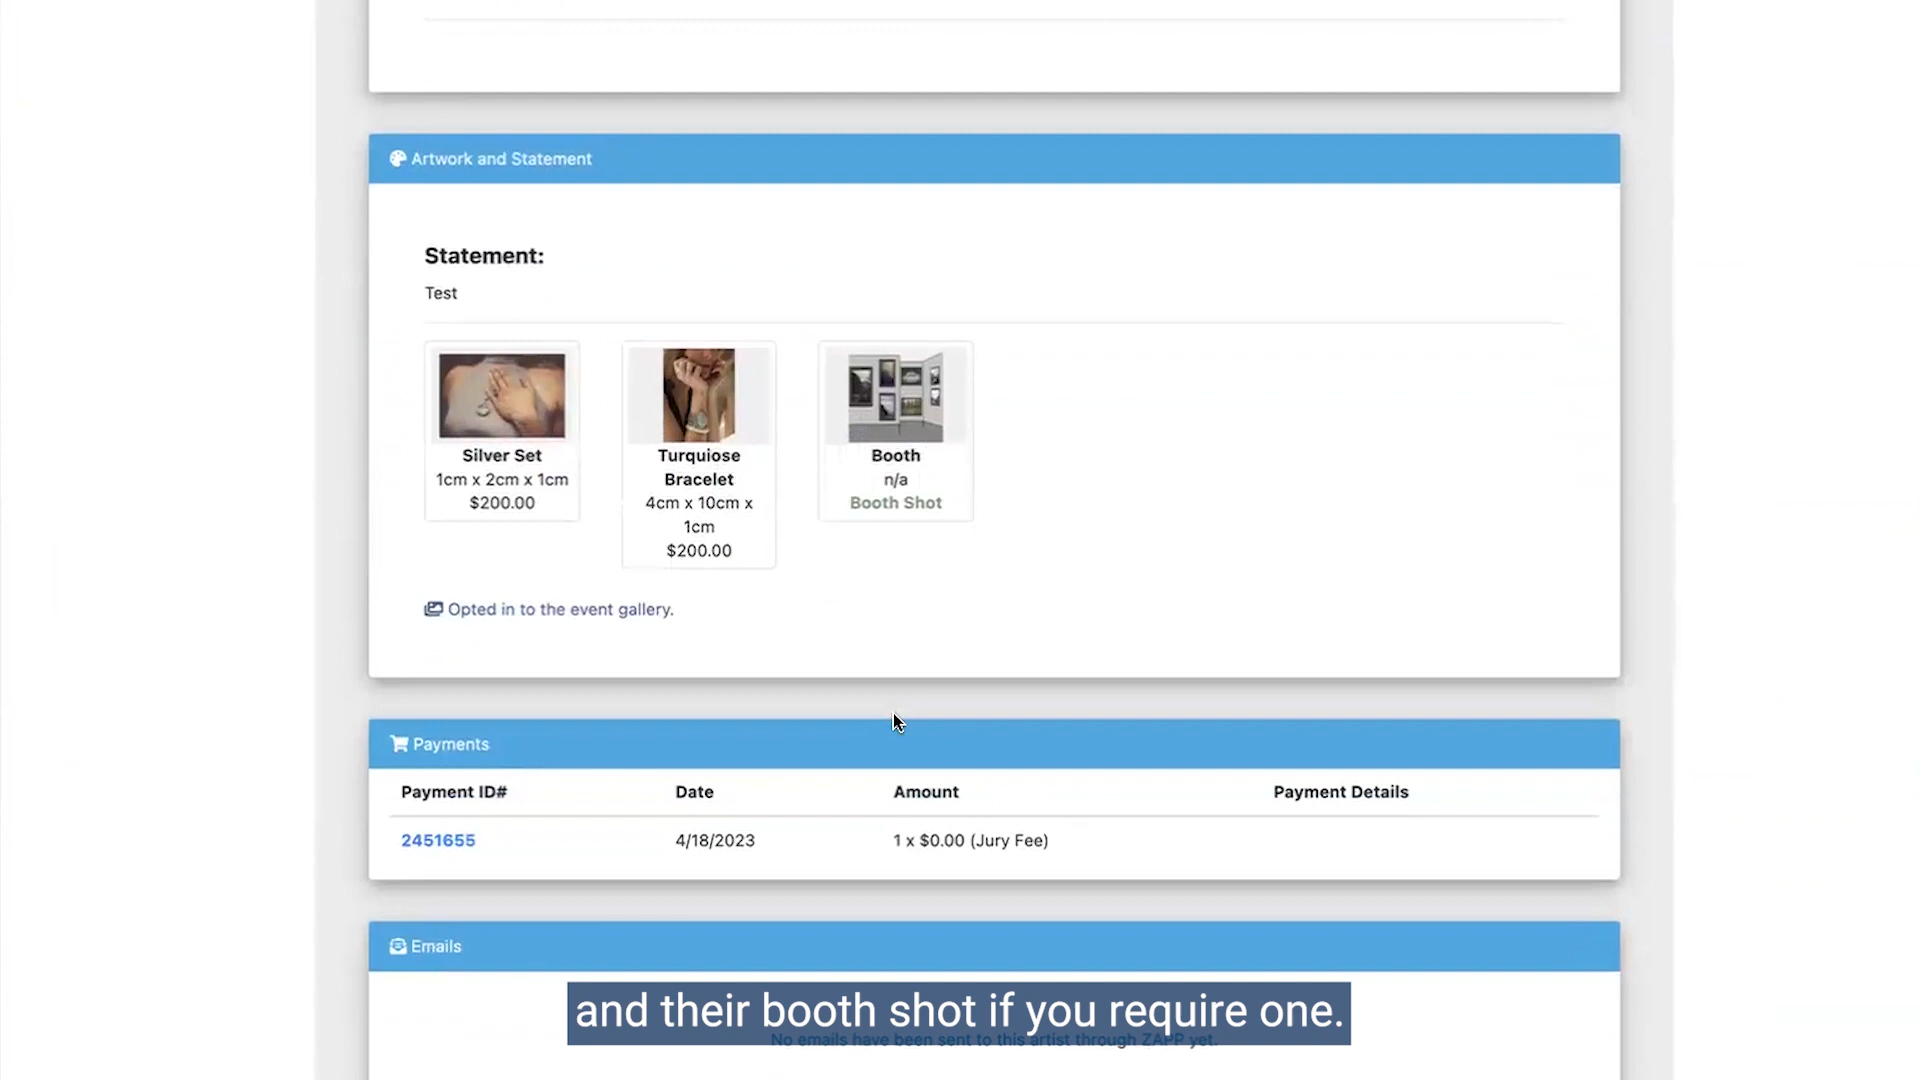 Artwork and Statement
Statement:
Test
Silver Set
1cm x 2cm x 1cm
$200.00
Turquiose
Bracelet
4cm x 10cm x
1cm
$200.00
Booth
n/a
Booth Shot
Opted in to the event gallery.
Payments
Payment ID# Date Amount Payment Details
2451655 4/18/2023 1 x $0.00 (Jury Fee)
Emails
and their booth shot if you require one.
No emails have been sent to this artist through ZAPP yet.